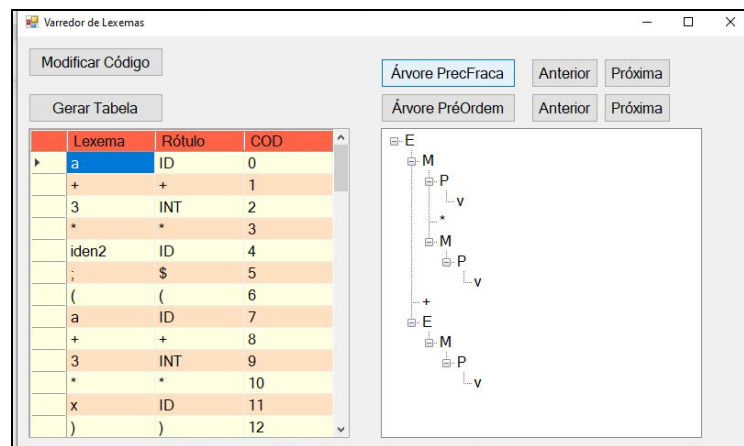 Varredor de Lexemas
Modificar Código
Gerar Tabela
Árvore PrecFraca Anterior Próxima
Árvore PréOrdem Anterior Próxima
Lexema Rótulo COD
a ID 0
+ + 1
3 INT 2
* * 3
iden2 ID 4
; $ 5
( ( 6
a ID 7
+ + 8
3 INT 9
* * 10
x ID 11
) ) 12
E
M
P
v
*
M
P
v
+
E
M
P
v